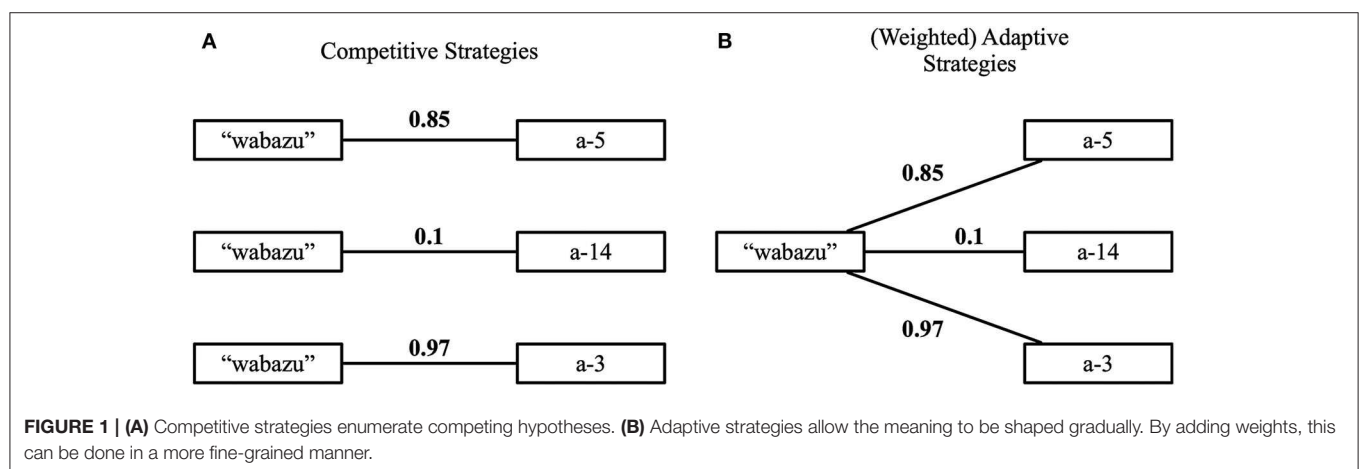 A
Competitive Strategies
“wabazu”
0.85
a-5
“wabazu”
0.1
a-14
“wabazu”
0.97
a-3
B
(Weighted) Adaptive
Strategies
“wabazu”
0.85
a-5
0.1
a-14
0.97
a-3
FIGURE 1 | (A) Competitive strategies enumerate competing hypotheses. (B) Adaptive strategies allow the meaning to be shaped gradually. By adding weights, this
can be done in a more fine-grained manner.